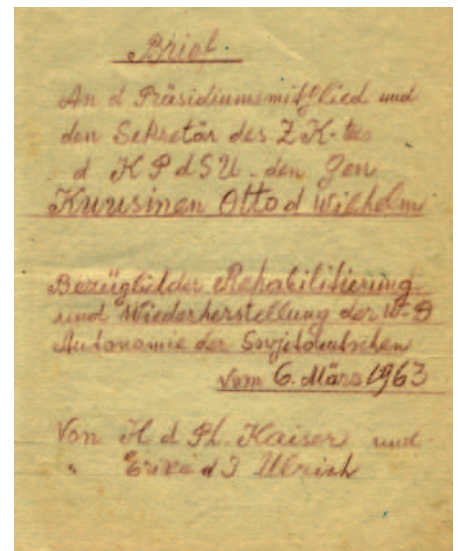 Brief.
An d Präsidiumsmitglied und
den Sekretär des Z K-tees
d K P d S U - den Gen
Kuusinen Otto d Wilhelm
Bezüglich der Rehabilitierung
und Wiederherstellung der W-D
Autonomie der Sowjetdeutschen
vom 6. März 1963
Von H d Ph. Kaiser und
" Erika d J Ulrich